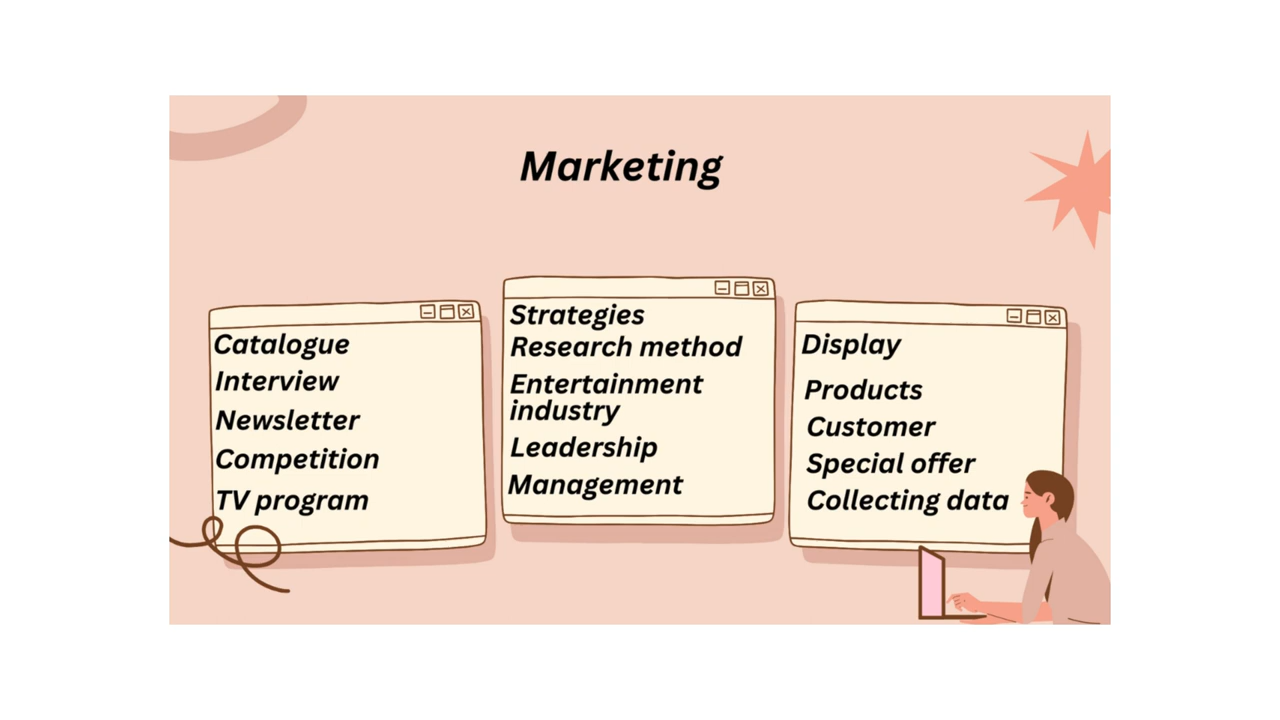 Marketing
Catalogue
Interview
Newsletter
Competition
TV program
Strategies
Research method
Entertainment
industry
Leadership
Management
Display
Products
Customer
Special offer
Collecting data